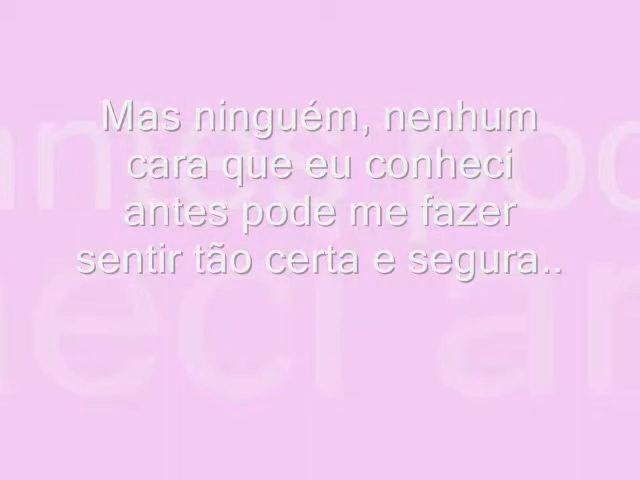 Mas ninguém, nenhum
cara que eu conheci
antes pode me fazer
sentir tão certa e segura..